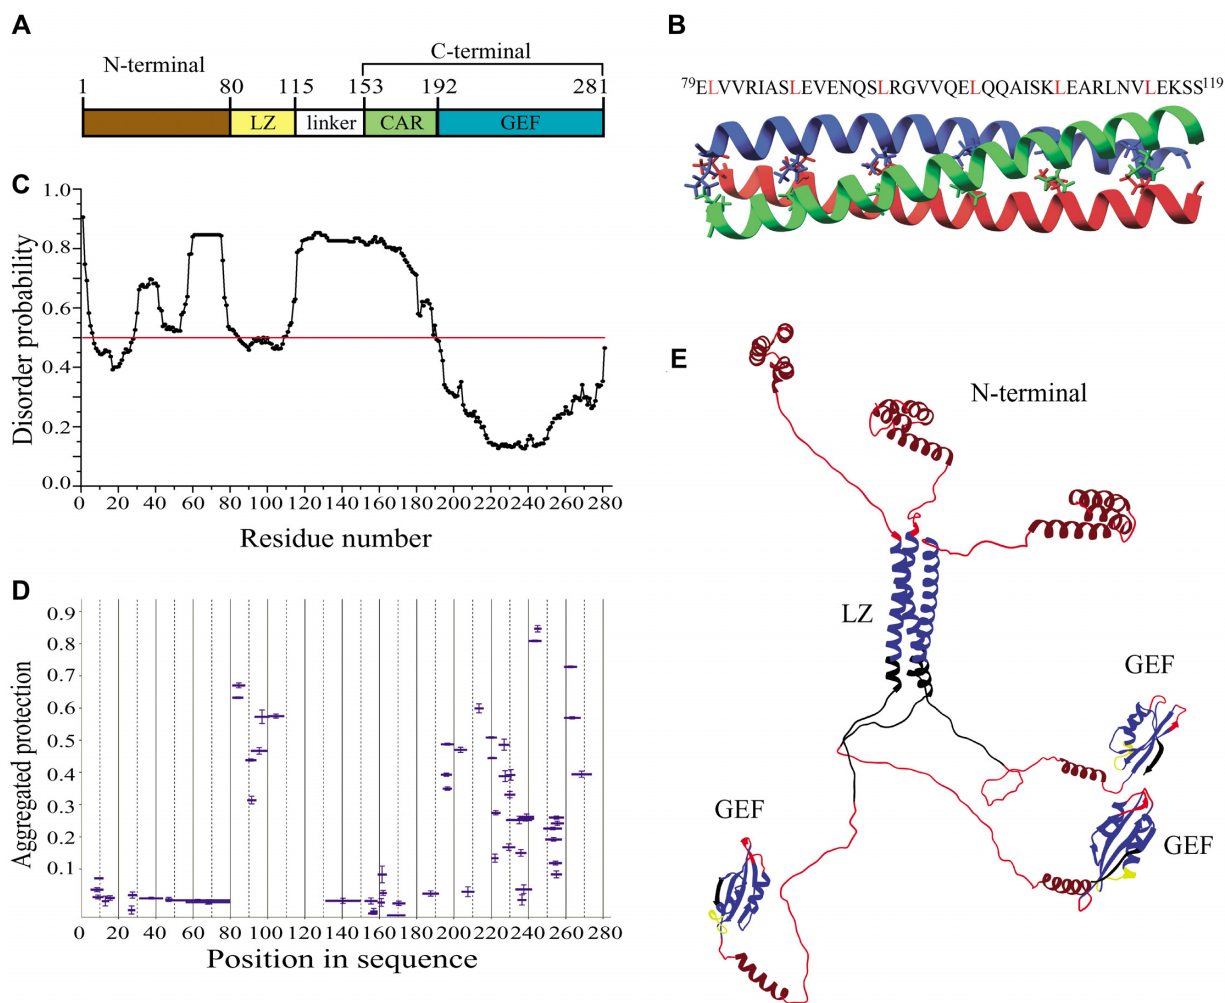 A
N-terminal
C-terminal
1 80 115 153 192 281
LZ linker CAR GEF
B
79ELVVRIASLEVENQSLRGVVQELQQAISKLEARLNVLEKSS119
C
Disorder probability
1.0
0.8
0.6
0.4
0.2
0.0
0 20 40 60 80 100 120 140 160 180 200 220 240 260 280
Residue number
D
Aggregated protection
0.9
0.8
0.7
0.6
0.5
0.4
0.3
0.2
0.1
0 20 40 60 80 100 120 140 160 180 200 220 240 260 280
Position in sequence
E
N-terminal
LZ
GEF
GEF
GEF